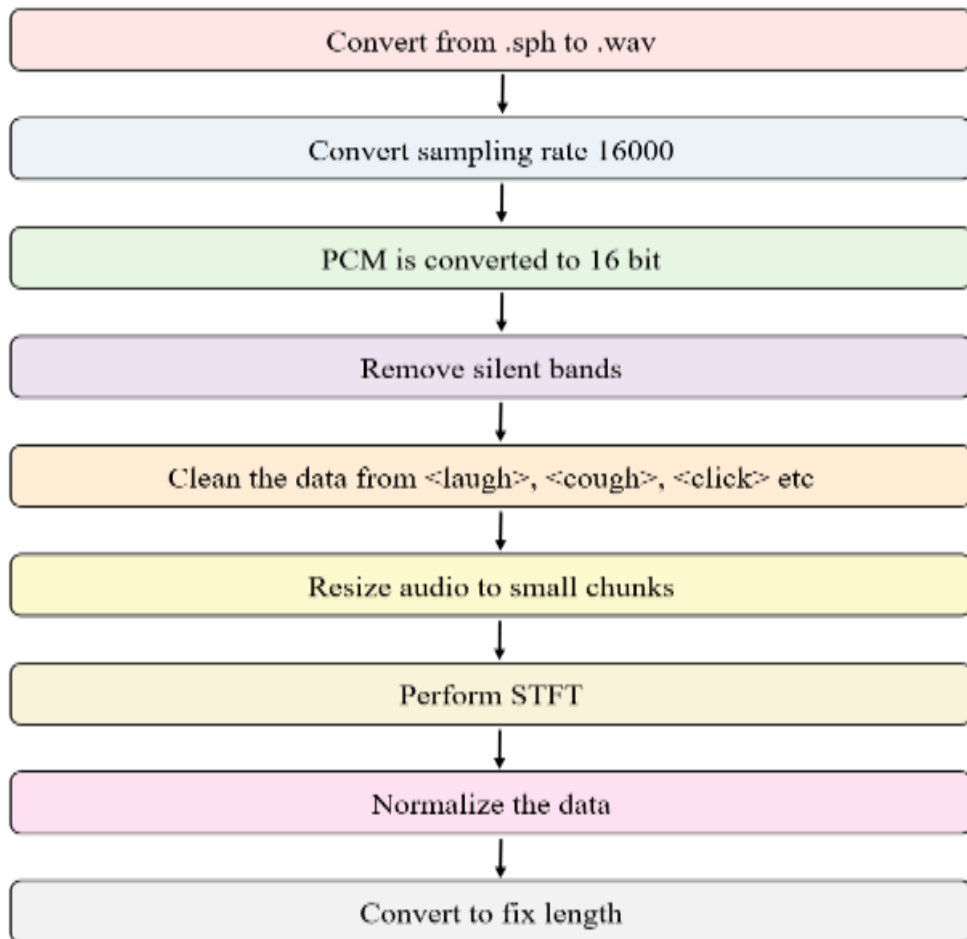 Convert from .sph to .wav
Convert sampling rate 16000
PCM is converted to 16 bit
Remove silent bands
Clean the data from <laugh>, <cough>, <click> etc
Resize audio to small chunks
Perform STFT
Normalize the data
Convert to fix length